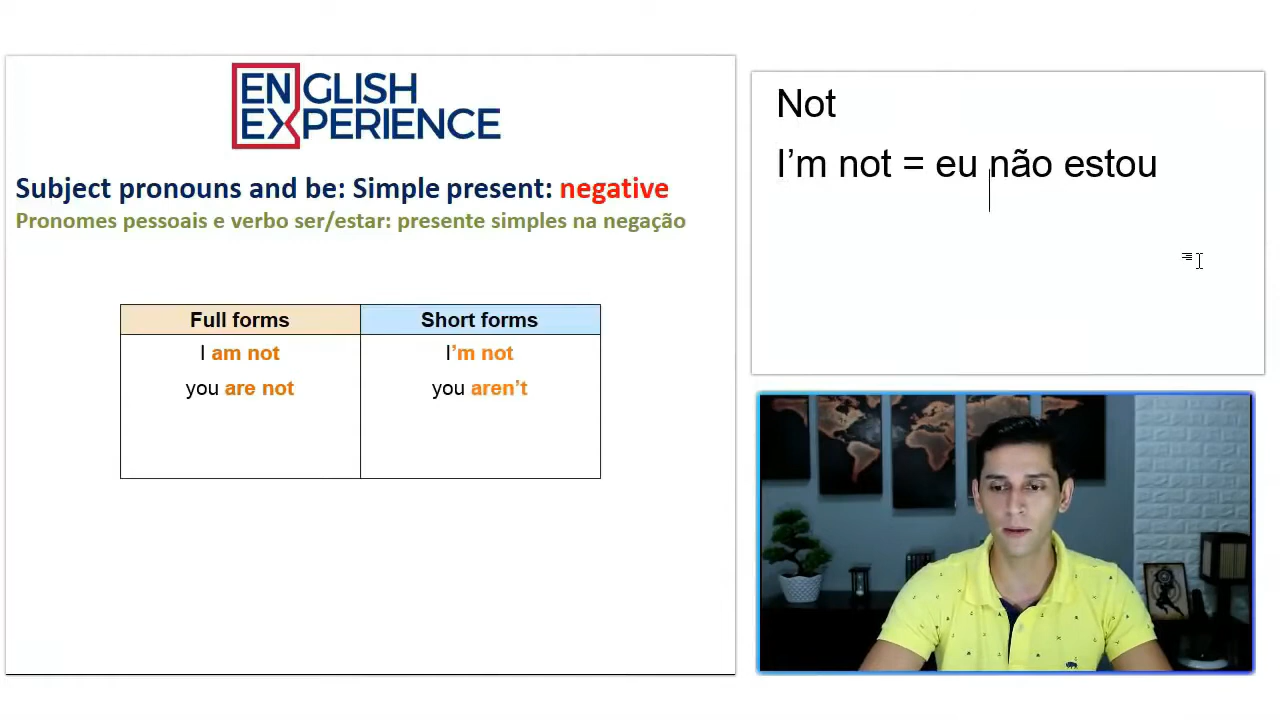 ENGLISH
EXPERIENCE
Subject pronouns and be: Simple present: negative
Pronomes pessoais e verbo ser/estar: presente simples na negação
Full forms Short forms
I am not I’m not
you are not you aren’t
Not
I’m not = eu não estou